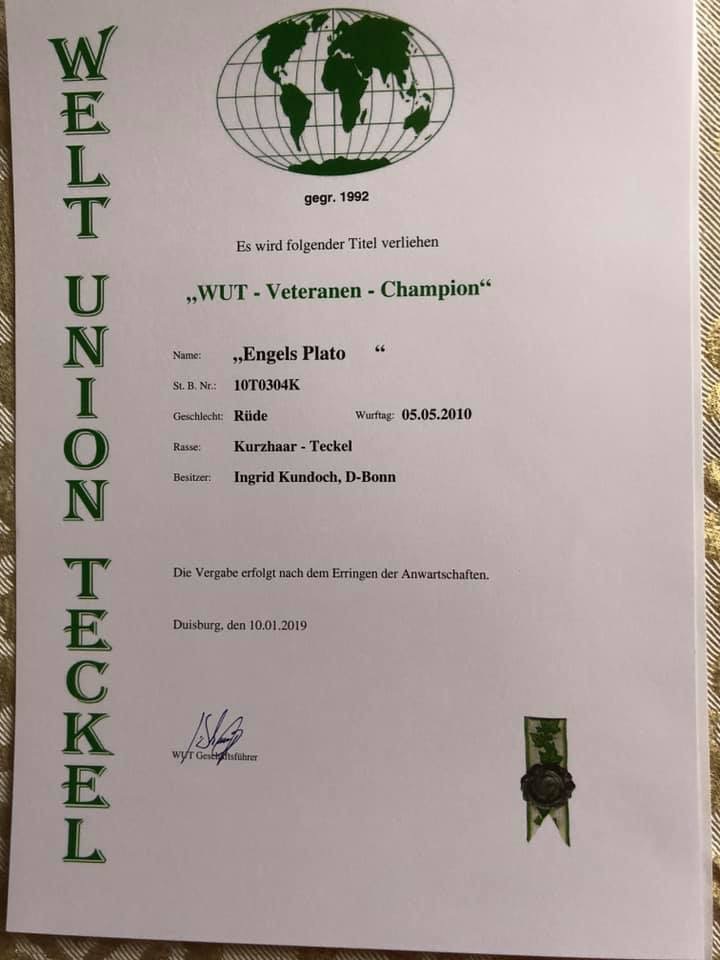 WELT UNION TECKEL
gegr. 1992
Es wird folgender Titel verliehen
„WUT - Veteranen - Champion“
Name: „Engels Plato “
St. B. Nr.: 10T0304K
Geschlecht: Rüde Wurftag: 05.05.2010
Rasse: Kurzhaar - Teckel
Besitzer: Ingrid Kundoch, D-Bonn
Die Vergabe erfolgt nach dem Erringen der Anwartschaften.
Duisburg, den 10.01.2019
WUT Geschäftsführer